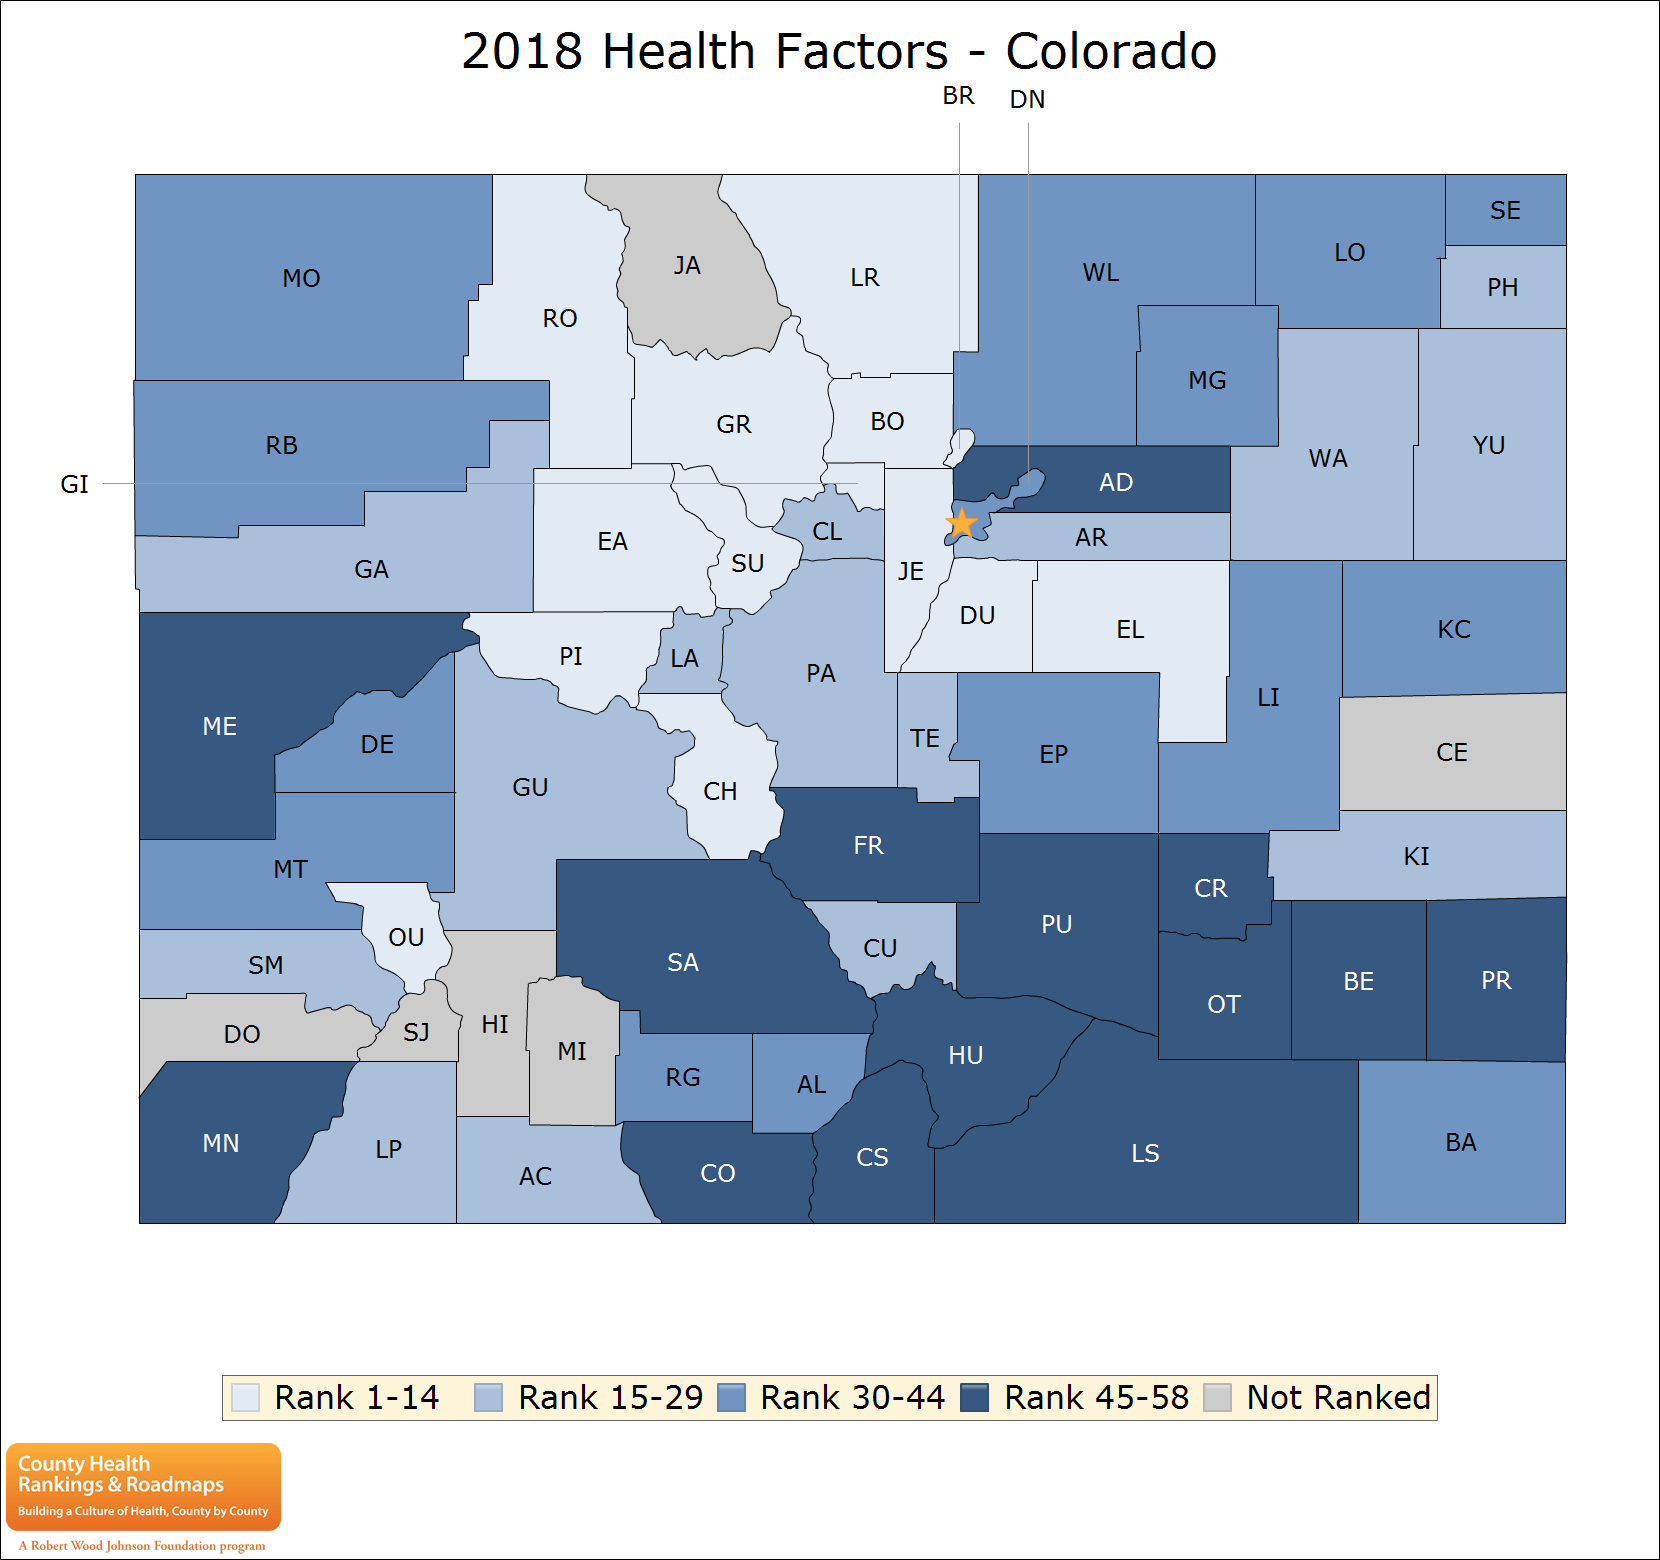 2018 Health Factors - Colorado
BR
DN
SE
LO
JA
WL
LR
MO
PH
RO
MG
BO
GR
RB
YU
WA
GI
AD
CL
AR
EA
SU
GA
JE
DU
EL
KC
PI
LA
PA
LI
ME
TE
DE
CE
EP
GU
CH
FR
KI
MT
CR
PU
OU
CU
SM
SA
BE
PR
OT
HI
SJ
DO
MI
HU
RG
AL
MN
BA
LP
LS
CS
CO
AC
Rank 1-14 Rank 15-29 Rank 30-44 Rank 45-58 Not Ranked
County Health
Rankings & Roadmaps
Building a Culture of Health, County by County
A Robert Wood Johnson Foundation program